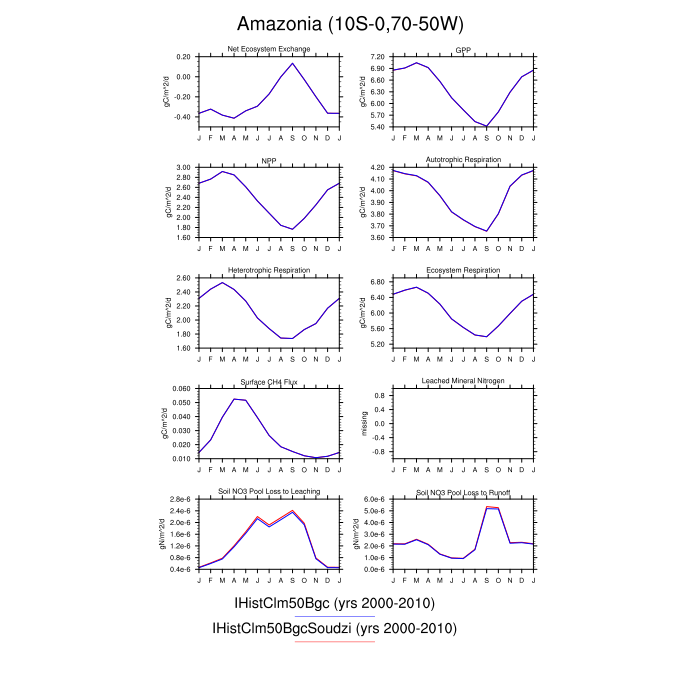 Amazonia (10S-0,70-50W)
Net Ecosystem Exchange
gC/m^2/d
0.20
0.00
-0.20
-0.40
J F M A M J J A S O N D J
GPP
gC/m^2/d
7.20
6.90
6.60
6.30
6.00
5.70
5.40
J F M A M J J A S O N D J
NPP
gC/m^2/d
3.00
2.80
2.60
2.40
2.20
2.00
1.80
1.60
J F M A M J J A S O N D J
Autotrophic Respiration
gC/m^2/d
4.20
4.10
4.00
3.90
3.80
3.70
3.60
J F M A M J J A S O N D J
Heterotrophic Respiration
gC/m^2/d
2.60
2.40
2.20
2.00
1.80
1.60
J F M A M J J A S O N D J
Ecosystem Respiration
gC/m^2/d
6.80
6.40
6.00
5.60
5.20
J F M A M J J A S O N D J
Surface CH4 Flux
gC/m^2/d
0.060
0.050
0.040
0.030
0.020
0.010
J F M A M J J A S O N D J
Leached Mineral Nitrogen
missing
0.8
0.4
-0.0
-0.4
-0.8
J F M A M J J A S O N D J
Soil NO3 Pool Loss to Leaching
gN/m^2/d
2.8e-6
2.4e-6
2.0e-6
1.6e-6
1.2e-6
0.8e-6
0.4e-6
J F M A M J J A S O N D J
Soil NO3 Pool Loss to Runoff
gN/m^2/d
6.0e-6
5.0e-6
4.0e-6
3.0e-6
2.0e-6
1.0e-6
0.0e-6
J F M A M J J A S O N D J
IHistClm50Bgc (yrs 2000-2010)
IHistClm50BgcSoudzi (yrs 2000-2010)